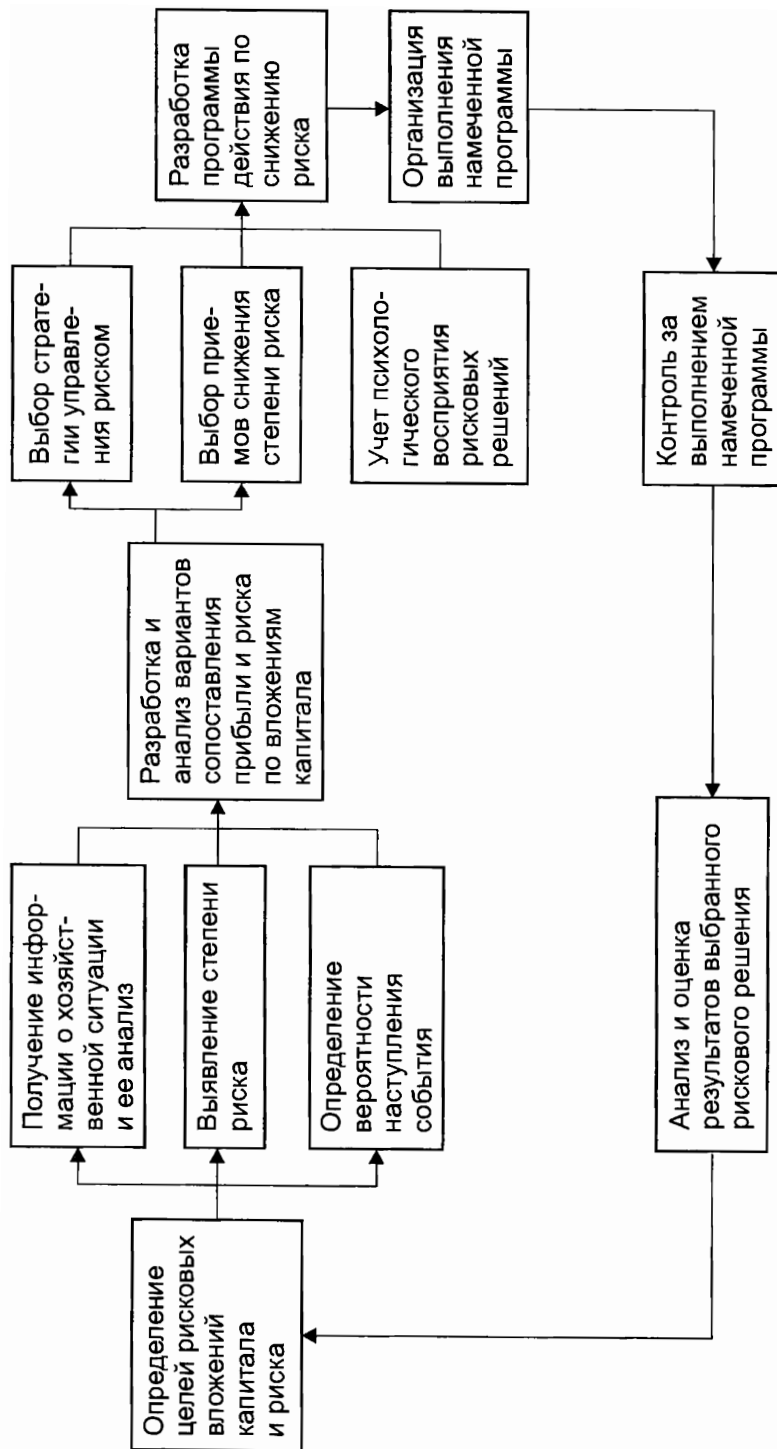 Определение
целей рисковых
вложений
капитала
и риска
Получение инфор-
мации о хозяйст-
венной ситуации
и ее анализ
Выявление степени
риска
Определение
вероятности
наступления
события
Разработка и
анализ вариантов
сопоставления
прибыли и риска
по вложениям
капитала
Выбор страте-
гии управле-
ния риском
Выбор прие-
мов снижения
степени риска
Учет психоло-
гического
восприятия
рисковых
решений
Разработка
программы
действия по
снижению
риска
Организация
выполнения
намеченной
программы
Контроль за
выполнением
намеченной
программы
Анализ и оценка
результатов выбранного
рискового решения